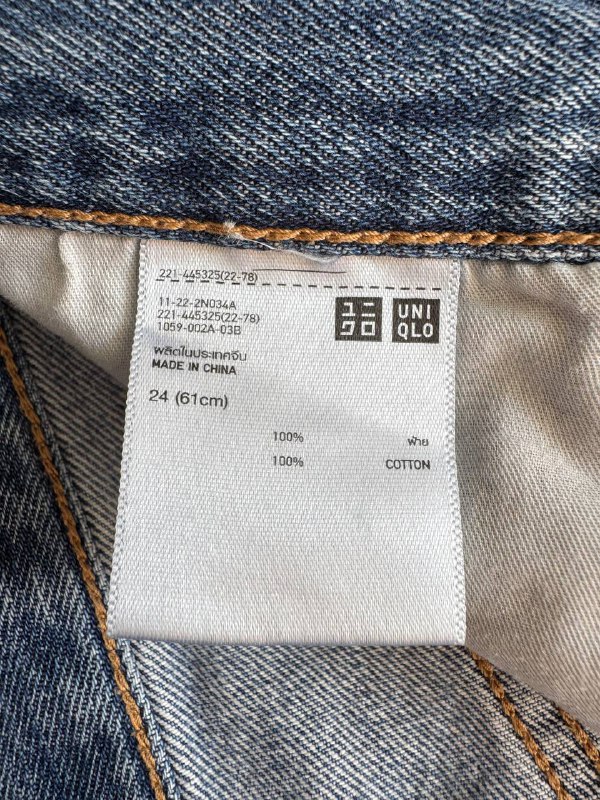 221-445325(22-78)
11-22-2N034A
221-445325(22-78)
1059-002A-03B
ユニ
クロ
UNI
QLO
ผลิตในประเทศจีน
MADE IN CHINA
24 (61cm)
100% ฝ้าย
100% COTTON